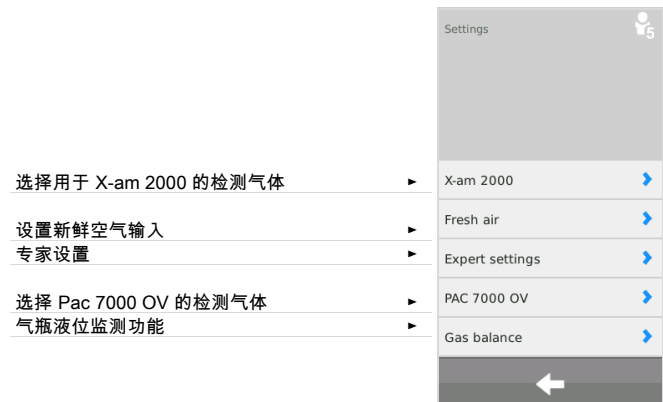 Settings
5
选择用于 X-am 2000 的检测气体 ► X-am 2000
设置新鲜空气输入 ► Fresh air
专家设置 ► Expert settings
选择 Pac 7000 OV 的检测气体 ► PAC 7000 OV
气瓶液位监测功能 ► Gas balance